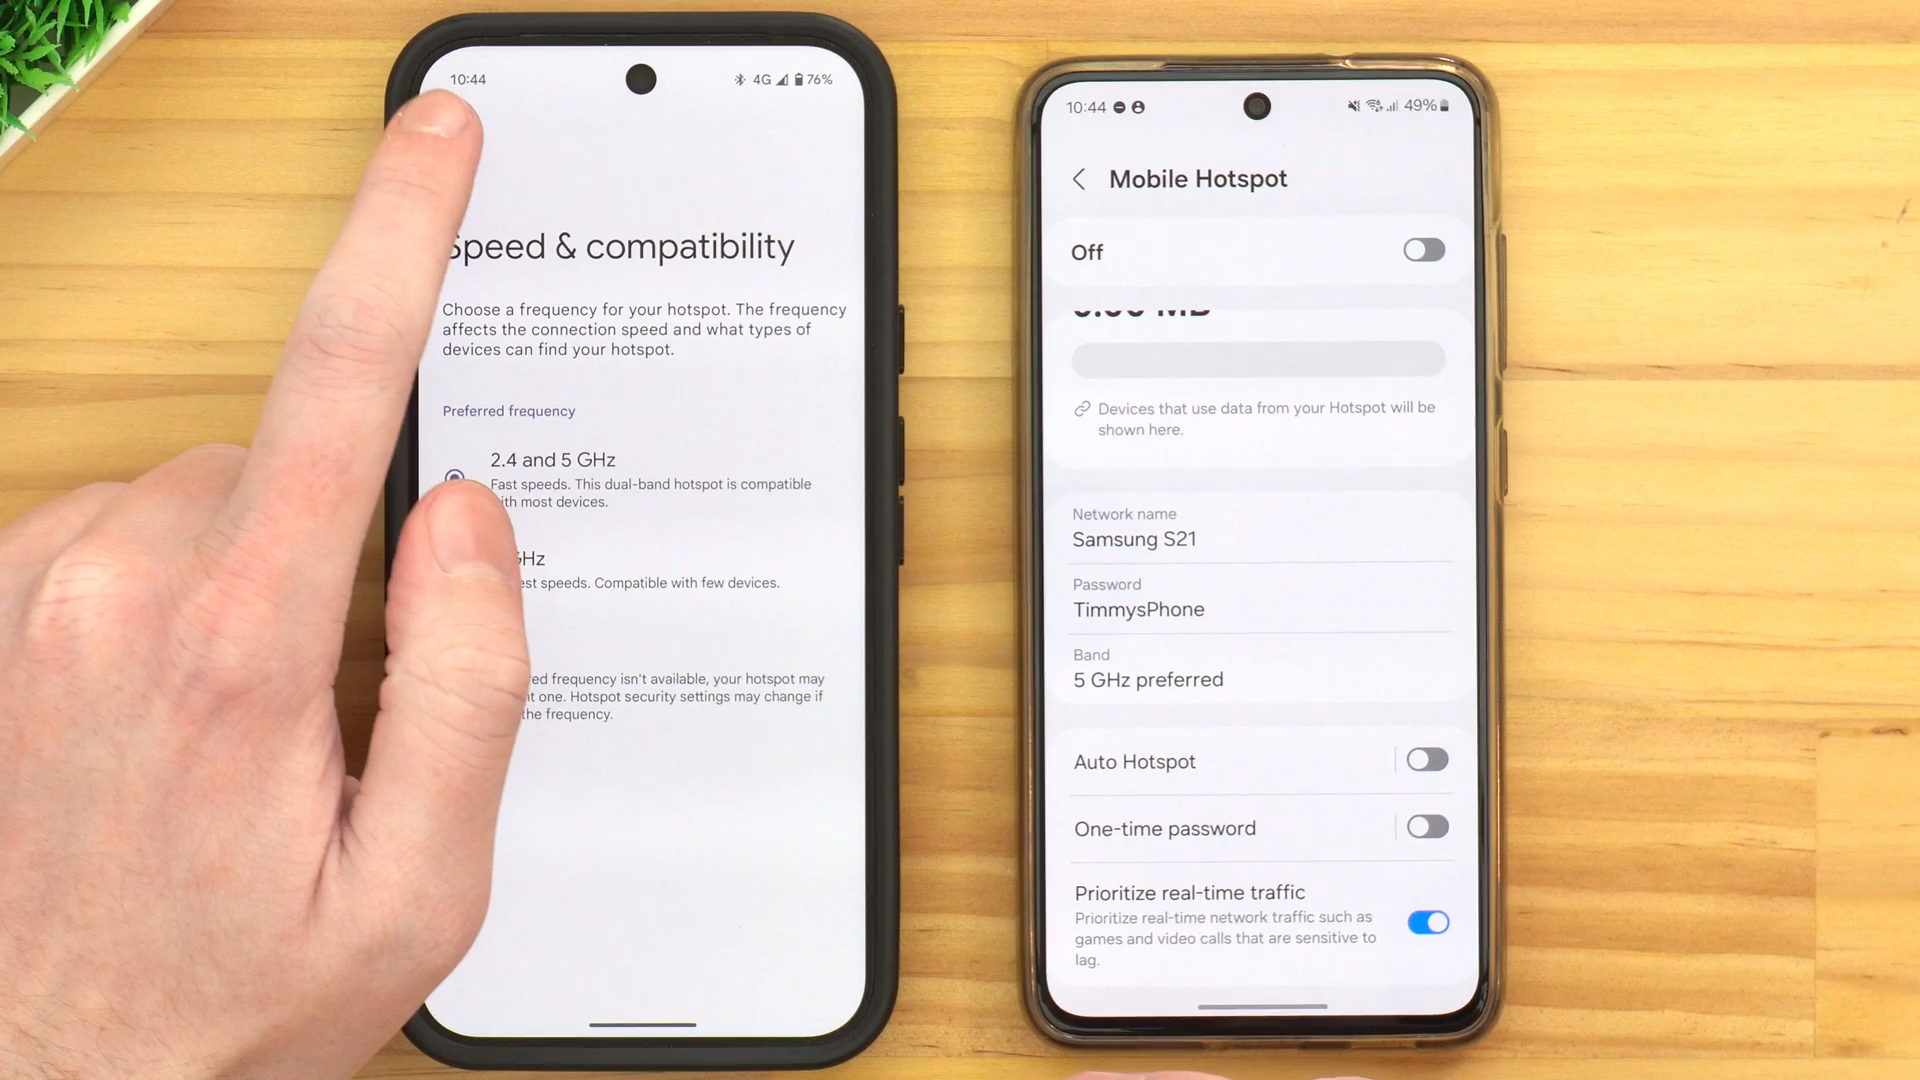 10:44
4G 76%
Speed & compatibility
Choose a frequency for your hotspot. The frequency
affects the connection speed and what types of
devices can find your hotspot.
Preferred frequency
2.4 and 5 GHz
Fast speeds. This dual-band hotspot is compatible
most devices.
GHz
speeds. Compatible with few devices.
frequency isn't available, your hotspot may
one. Hotspot security settings may change if
the frequency.
10:44
49%
Mobile Hotspot
Off
MB
Devices that use data from your Hotspot will be
shown here.
Network name
Samsung S21
Password
TimmysPhone
Band
5 GHz preferred
Auto Hotspot
One-time password
Prioritize real-time traffic
Prioritize real-time network traffic such as
games and video calls that are sensitive to
lag.